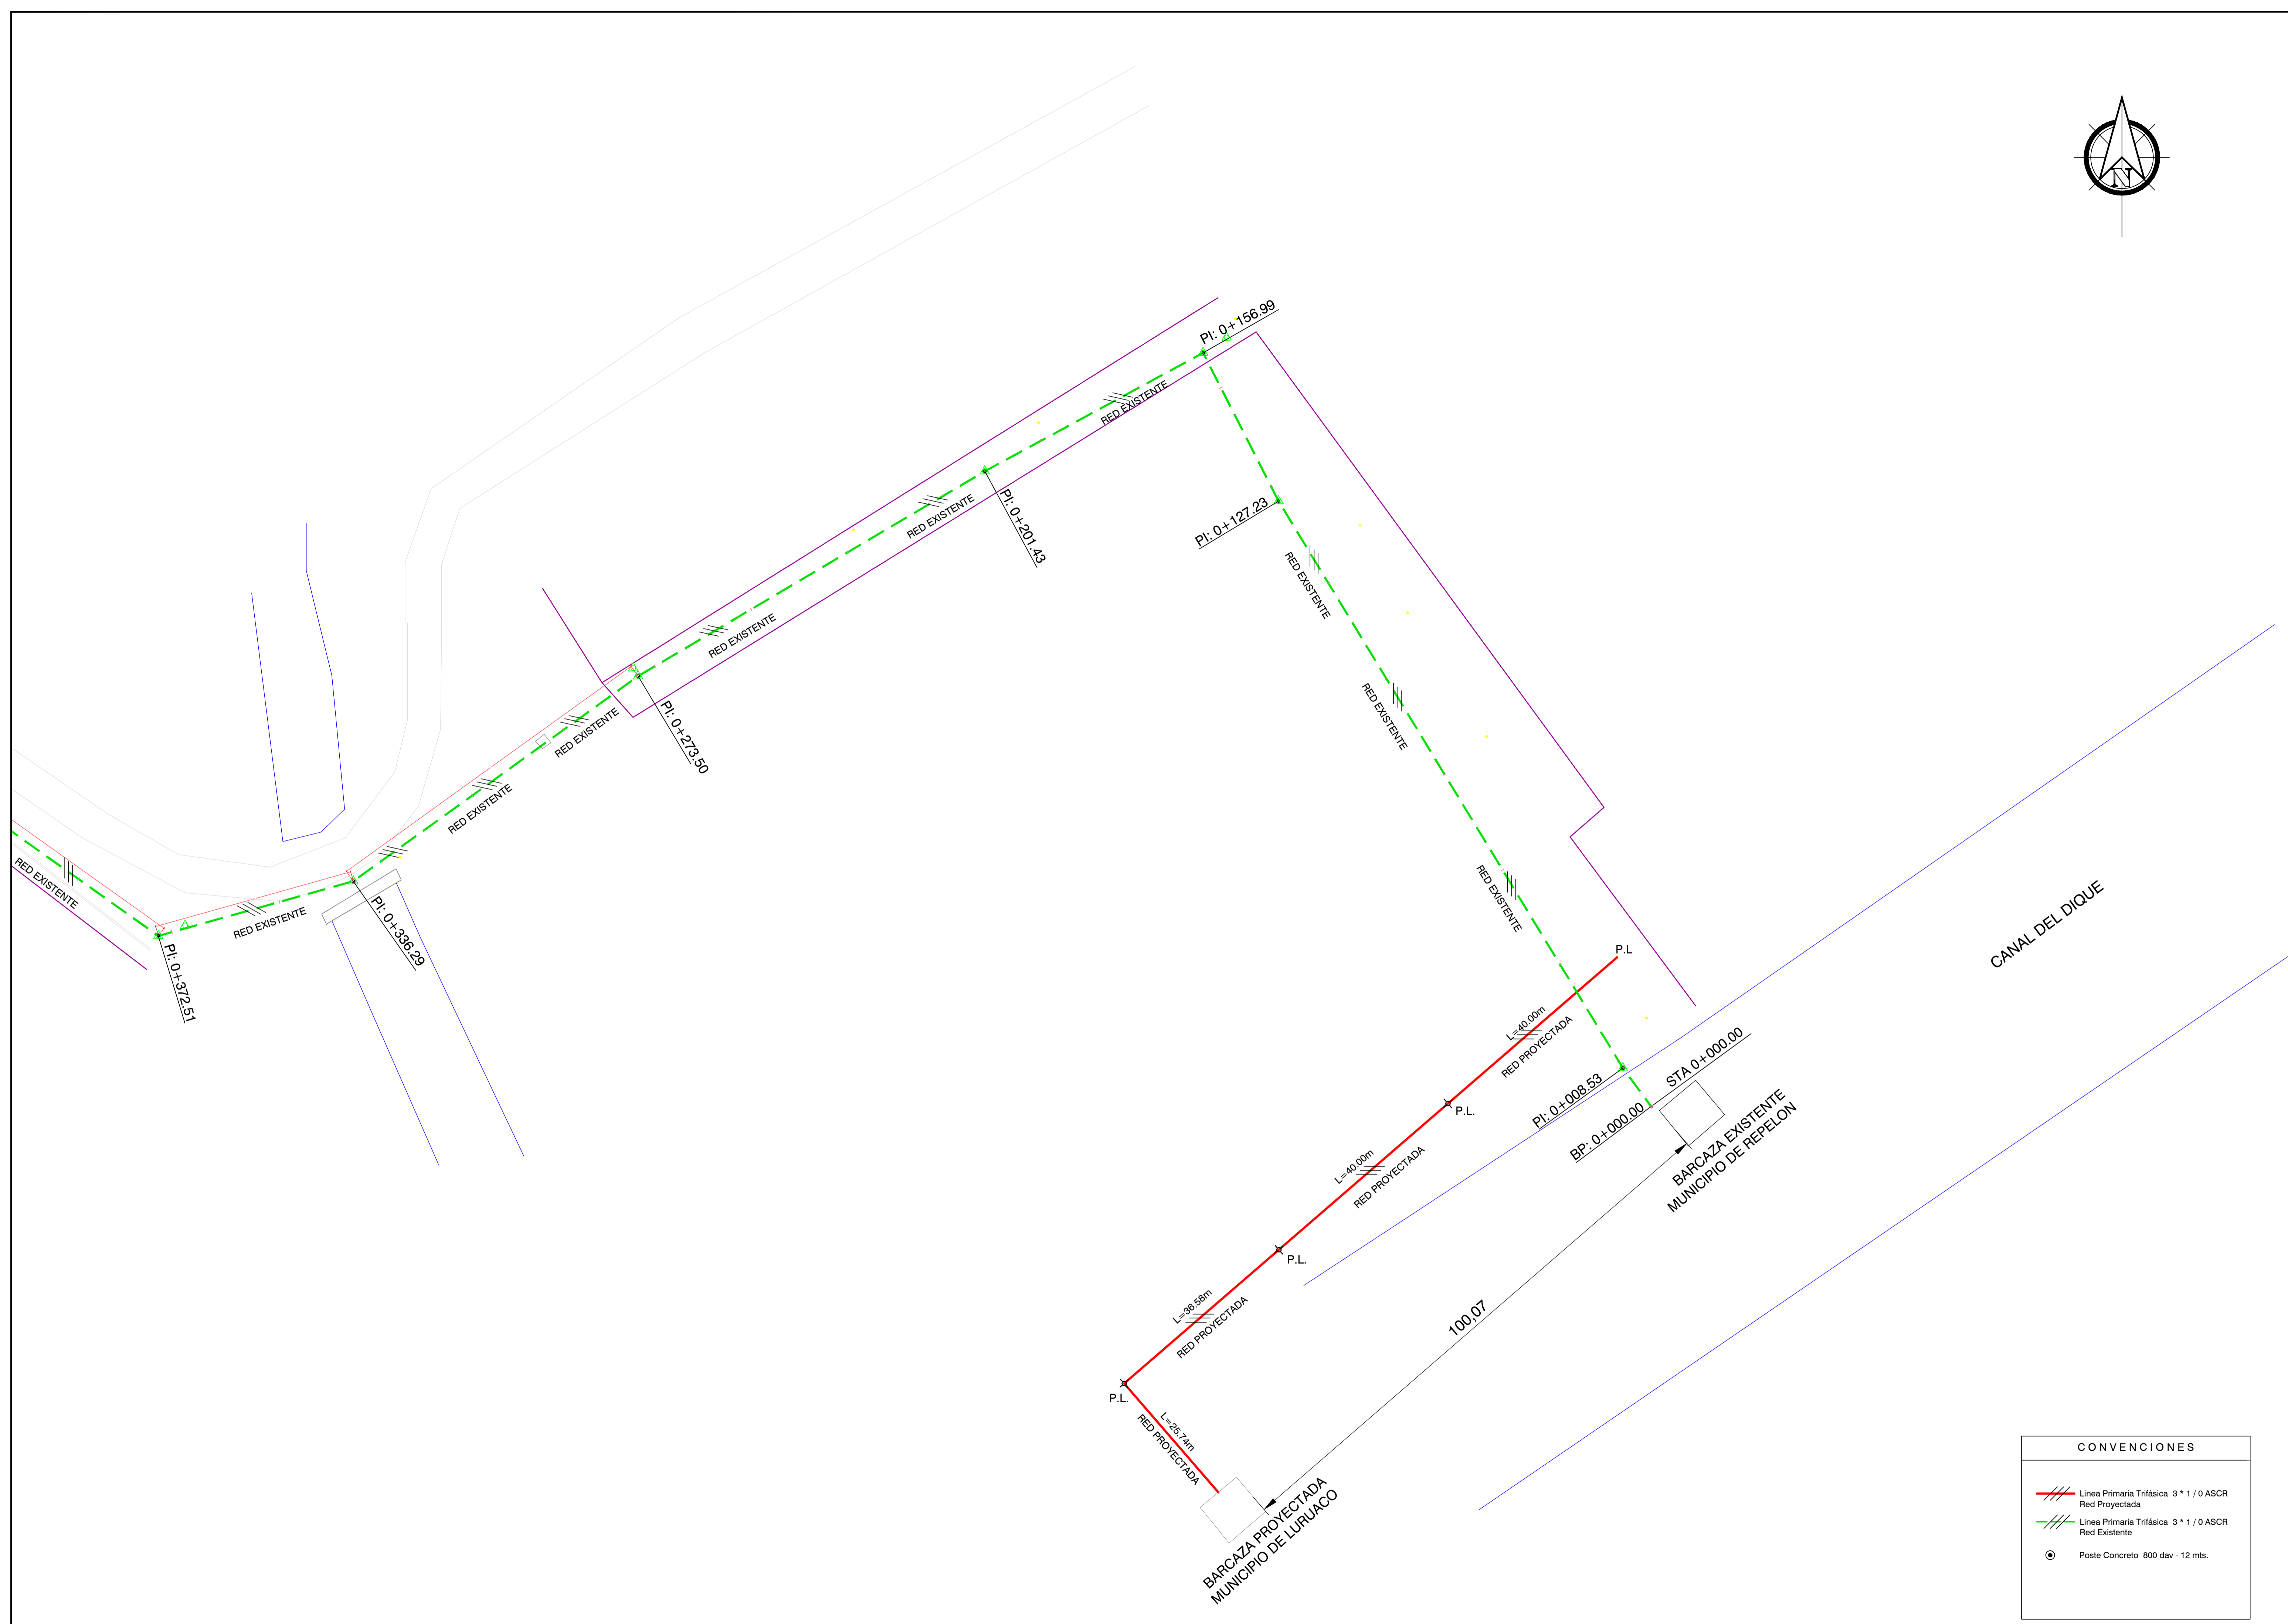 N
PI: 0+156.99
RED EXISTENTE
PI: 0+201.43
RED EXISTENTE
PI: 0+127.23
RED EXISTENTE
RED EXISTENTE
PI: 0+273.50
RED EXISTENTE
RED EXISTENTE
RED EXISTENTE
RED EXISTENTE
RED EXISTENTE
RED EXISTENTE
PI: 0+336.29
PI: 0+372.51
CANAL DEL DIQUE
P.L
L=40.00m
RED PROYECTADA
PI: 0+008.53
STA 0+000.00
BP: 0+000.00
BARCAZA EXISTENTE
MUNICIPIO DE REPELON
P.L.
L=40.00m
RED PROYECTADA
P.L.
L=36.58m
RED PROYECTADA
100,07
P.L.
L=25.74m
RED PROYECTADA
BARCAZA PROYECTADA
MUNICIPIO DE LURUACO
CONVENCIONES
Linea Primaria Trifásica 3 * 1 / 0 ASCR
Red Proyectada
Linea Primaria Trifásica 3 * 1 / 0 ASCR
Red Existente
Poste Concreto 800 dav - 12 mts.